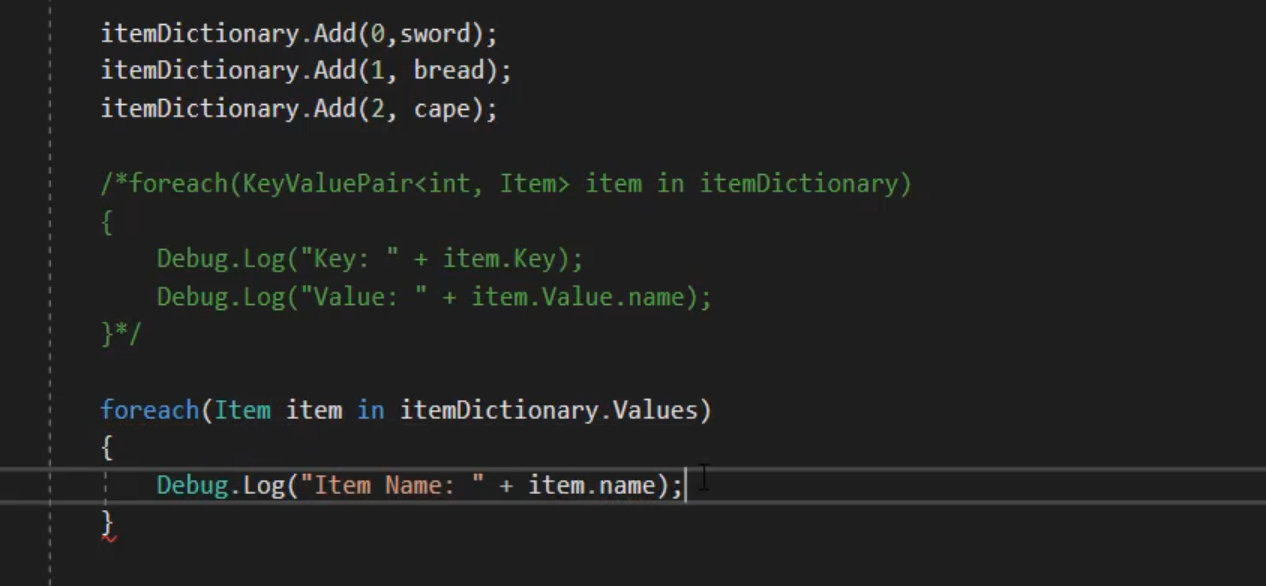 itemDictionary.Add(0,sword);
itemDictionary.Add(1, bread);
itemDictionary.Add(2, cape);
/*foreach(KeyValuePair<int, Item> item in itemDictionary)
{
Debug.Log("Key: " + item.Key);
Debug.Log("Value: " + item.Value.name);
}*/
foreach(Item item in itemDictionary.Values)
{
Debug.Log("Item Name: " + item.name);
}